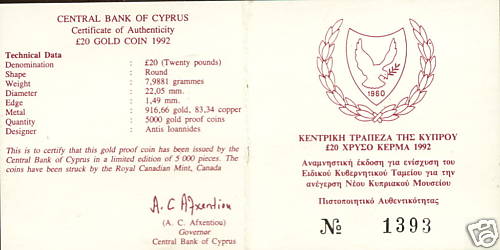 CENTRAL BANK OF CYPRUS
Certificate of Authenticity
£20 GOLD COIN 1992
Technical Data
Denomination : £20 (Twenty pounds)
Shape : Round
Weight : 7,9881 grammes
Diameter : 22,05 mm.
Edge : 1,49 mm.
Metal : 916,66 gold, 83,34 copper
Quantity : 5000 gold proof coins
Designer : Antis Ioannides
This is to certify that this gold proof coin has been issued by the
Central Bank of Cyprus in a limited edition of 5 000 pieces. The
coins have been struck by the Royal Canadian Mint, Canada
A. C Afxentiou
(A. C. Afxentiou)
Governor
Central Bank of Cyprus
1960
ΚΕΝΤΡΙΚΗ ΤΡΑΠΕΖΑ ΤΗΣ ΚΥΠΡΟΥ
£20 ΧΡΥΣΟ ΚΕΡΜΑ 1992
Αναμνηστική έκδοση για ενίσχυση του
Ειδικού Κυβερνητικού Ταμείου για την
ανέγερση Νέου Κυπριακού Μουσείου
Πιστοποιητικό Αυθεντικότητας
№ 1393